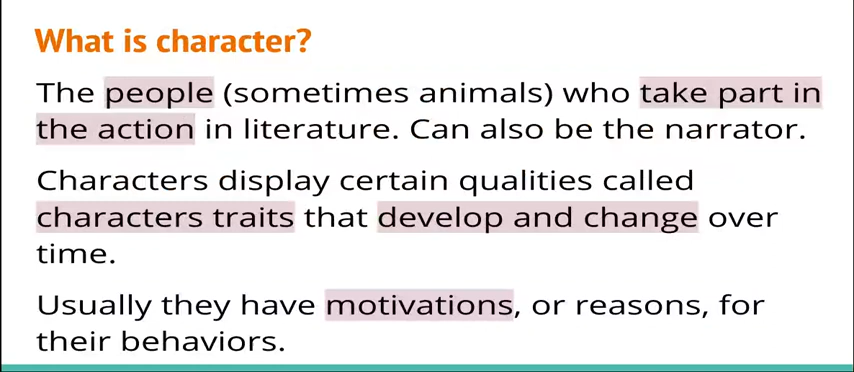 What is character?
The people (sometimes animals) who take part in
the action in literature. Can also be the narrator.
Characters display certain qualities called
characters traits that develop and change over
time.
Usually they have motivations, or reasons, for
their behaviors.